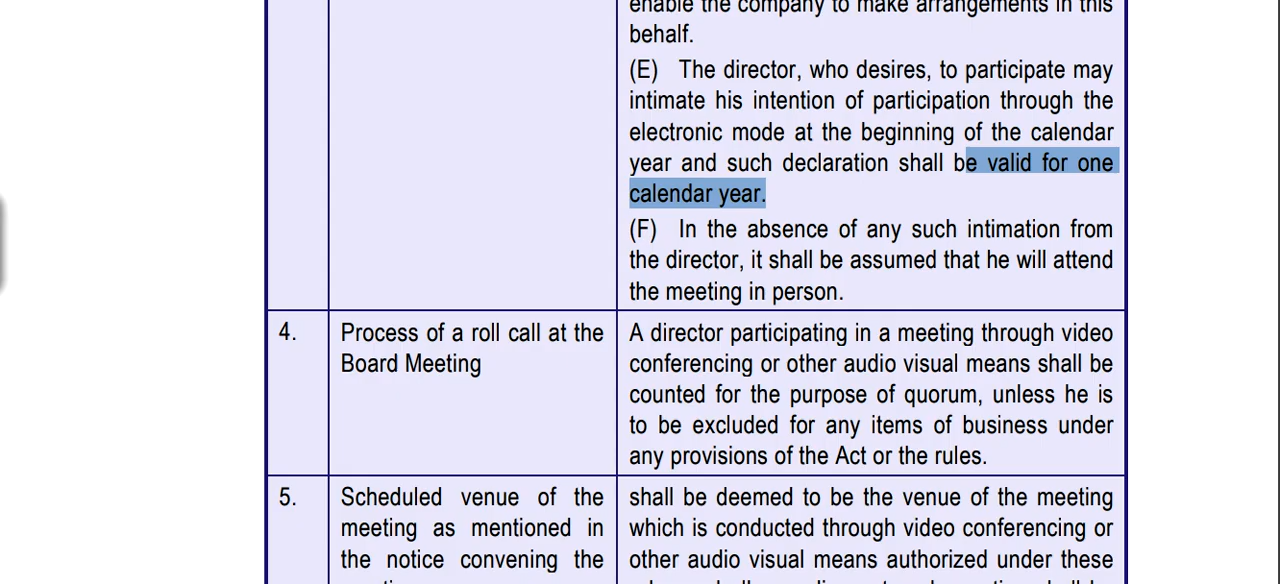 enable the company to make arrangements in this
behalf.
(E) The director, who desires, to participate may
intimate his intention of participation through the
electronic mode at the beginning of the calendar
year and such declaration shall be valid for one
calendar year.
(F) In the absence of any such intimation from
the director, it shall be assumed that he will attend
the meeting in person.
4.
Process of a roll call at the
Board Meeting
A director participating in a meeting through video
conferencing or other audio visual means shall be
counted for the purpose of quorum, unless he is
to be excluded for any items of business under
any provisions of the Act or the rules.
5.
Scheduled venue of the
meeting as mentioned in
the notice convening the
shall be deemed to be the venue of the meeting
which is conducted through video conferencing or
other audio visual means authorized under these